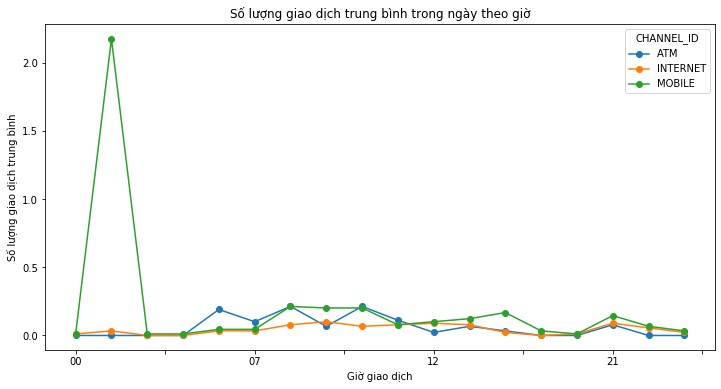 Số lượng giao dịch trung bình trong ngày theo giờ
CHANNEL_ID
ATM
INTERNET
MOBILE
Số lượng giao dịch trung bình
2.0
1.5
1.0
0.5
0.0
00
07
12
21
Giờ giao dịch